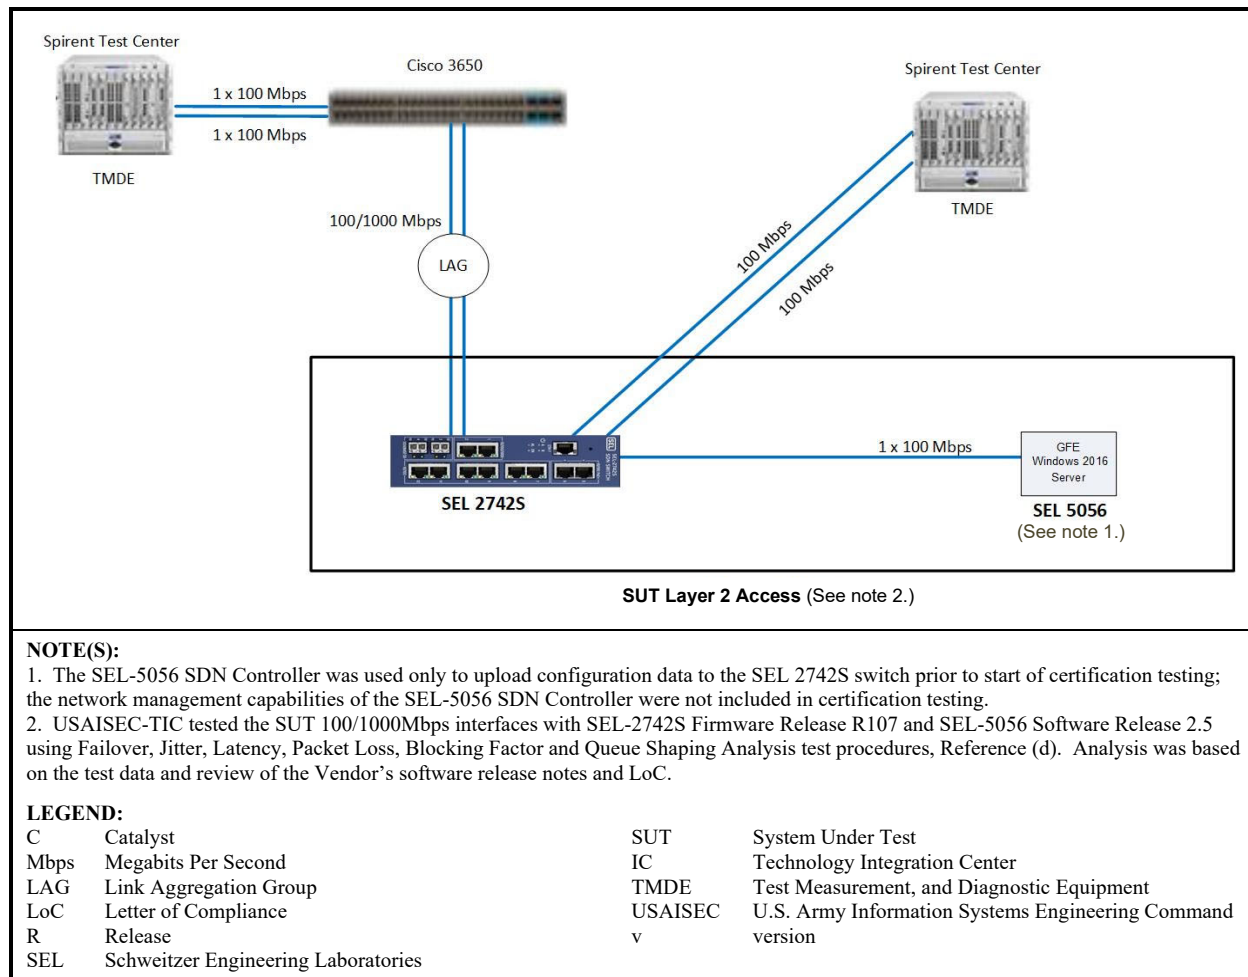 Spirent Test Center
Cisco 3650
Spirent Test Center
1 x 100 Mbps
1 x 100 Mbps
TMDE
TMDE
100/1000 Mbps
LAG
100 Mbps
100 Mbps
SEL
1 x 100 Mbps
GFE
Windows 2016
Server
SEL 2742S
SEL 5056
(See note 1.)
SUT Layer 2 Access (See note 2.)
NOTE(S):
1. The SEL-5056 SDN Controller was used only to upload configuration data to the SEL 2742S switch prior to start of certification testing;
the network management capabilities of the SEL-5056 SDN Controller were not included in certification testing.
2. USAISEC-TIC tested the SUT 100/1000Mbps interfaces with SEL-2742S Firmware Release R107 and SEL-5056 Software Release 2.5
using Failover, Jitter, Latency, Packet Loss, Blocking Factor and Queue Shaping Analysis test procedures, Reference (d). Analysis was based
on the test data and review of the Vendor’s software release notes and LoC.
LEGEND:
C Catalyst
Mbps Megabits Per Second
LAG Link Aggregation Group
LoC Letter of Compliance
R Release
SEL Schweitzer Engineering Laboratories
SUT System Under Test
IC Technology Integration Center
TMDE Test Measurement, and Diagnostic Equipment
USAISEC U.S. Army Information Systems Engineering Command
v version